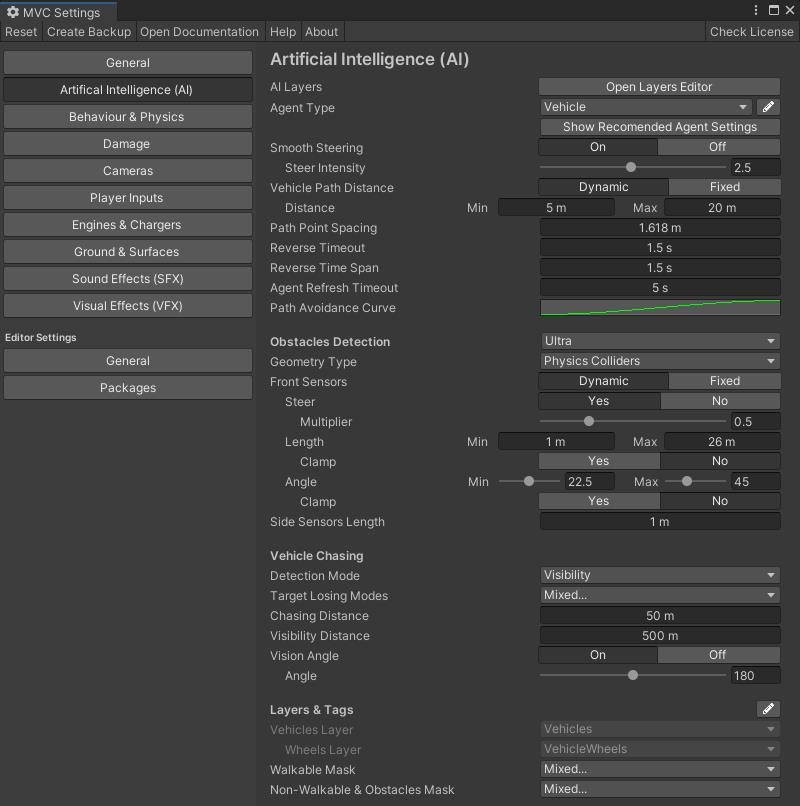 MVC Settings
Reset Create Backup Open Documentation Help About Check License
General
Artifical Intelligence (AI)
Behaviour & Physics
Damage
Cameras
Player Inputs
Engines & Chargers
Ground & Surfaces
Sound Effects (SFX)
Visual Effects (VFX)
Editor Settings
General
Packages
Artificial Intelligence (AI)
AI Layers Open Layers Editor
Agent Type Vehicle
Show Recomended Agent Settings
Smooth Steering On Off
Steer Intensity 2.5
Vehicle Path Distance Dynamic Fixed
Distance Min 5 m Max 20 m
Path Point Spacing 1.618 m
Reverse Timeout 1.5 s
Reverse Time Span 1.5 s
Agent Refresh Timeout 5 s
Path Avoidance Curve
Obstacles Detection Ultra
Geometry Type Physics Colliders
Front Sensors Dynamic Fixed
Steer Yes No
Multiplier 0.5
Length Min 1 m Max 26 m
Clamp Yes No
Angle Min 22.5 Max 45
Clamp Yes No
Side Sensors Length 1 m
Vehicle Chasing
Detection Mode Visibility
Target Losing Modes Mixed...
Chasing Distance 50 m
Visibility Distance 500 m
Vision Angle On Off
Angle 180
Layers & Tags
Vehicles Layer Vehicles
Wheels Layer VehicleWheels
Walkable Mask Mixed...
Non-Walkable & Obstacles Mask Mixed...